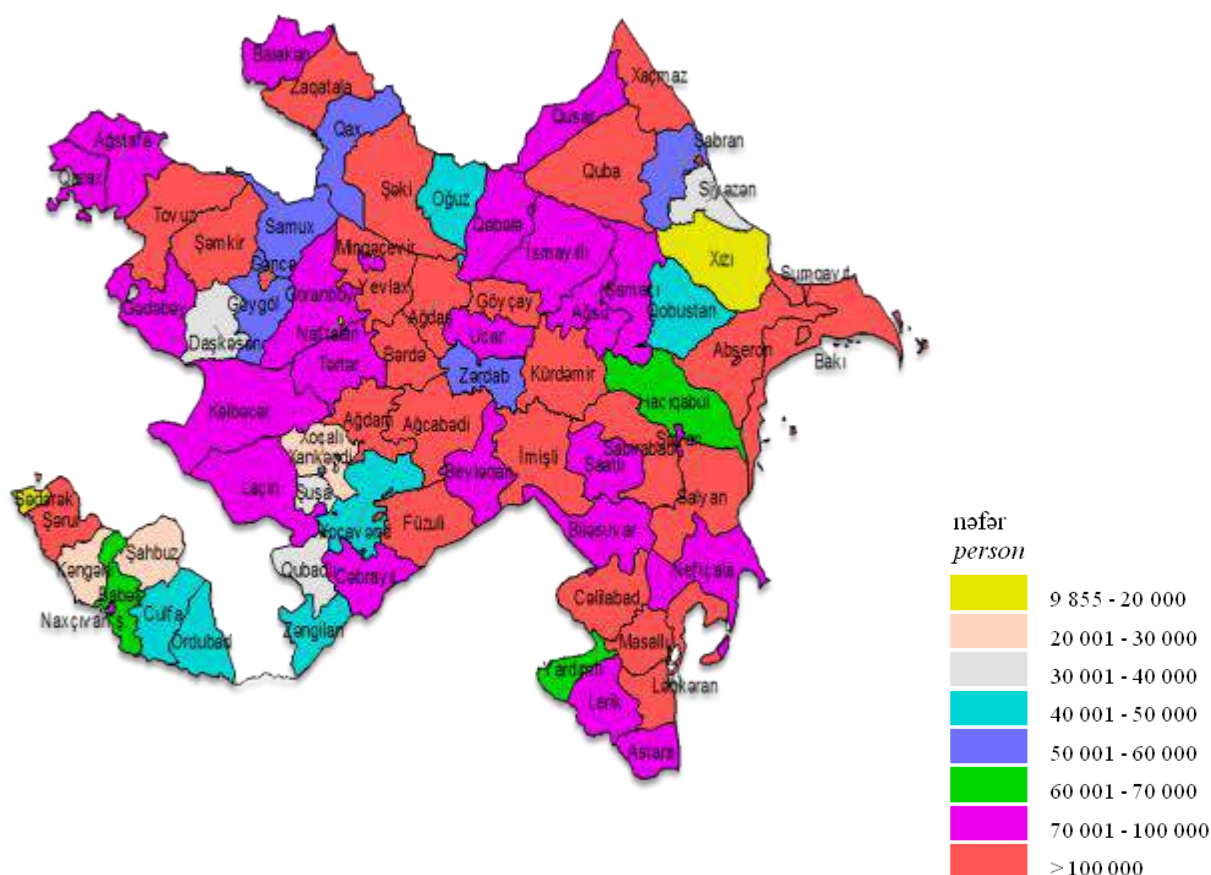 Balakən
Zaqatala
Xaçmaz
Qusar
Qax
Ağstafa
Şabran
Quba
Qazax
Şəki
Oğuz
Siyəzən
Tovuz
Samux
Qəbələ
İsmayıllı
Şəmkir
Mingəçevir
Xızı
Gəncə
Sumqayıt
Gədəbəy
Göygöl
Goranboy
Yevlax
Göyçay
Şamaxı
Ağdaş
Ağsu
Qobustan
Daşkəsən
Naftalan
Ucar
Abşeron
Bakı
Tərtər
Bərdə
Zərdab
Kürdəmir
Kəlbəcər
Hacıqabul
Ağdam
Ağcabədi
Xocalı
Xankəndi
Şirvan
Sabirabad
İmişli
Saatlı
Beyləqan
Laçın
Şuşa
Salyan
Sədərək
Şərur
Xocavənd
Füzuli
Biləsuvar
Şahbuz
Kəngərli
Qubadlı
Cəbrayıl
Neftçala
Babək
Cəlilabad
Naxçıvan ş.
Culfa
Ordubad
Zəngilan
Masallı
Yardımlı
Lənkəran
Lerik
Astara
nəfər
person
9 855 - 20 000
20 001 - 30 000
30 001 - 40 000
40 001 - 50 000
50 001 - 60 000
60 001 - 70 000
70 001 - 100 000
> 100 000